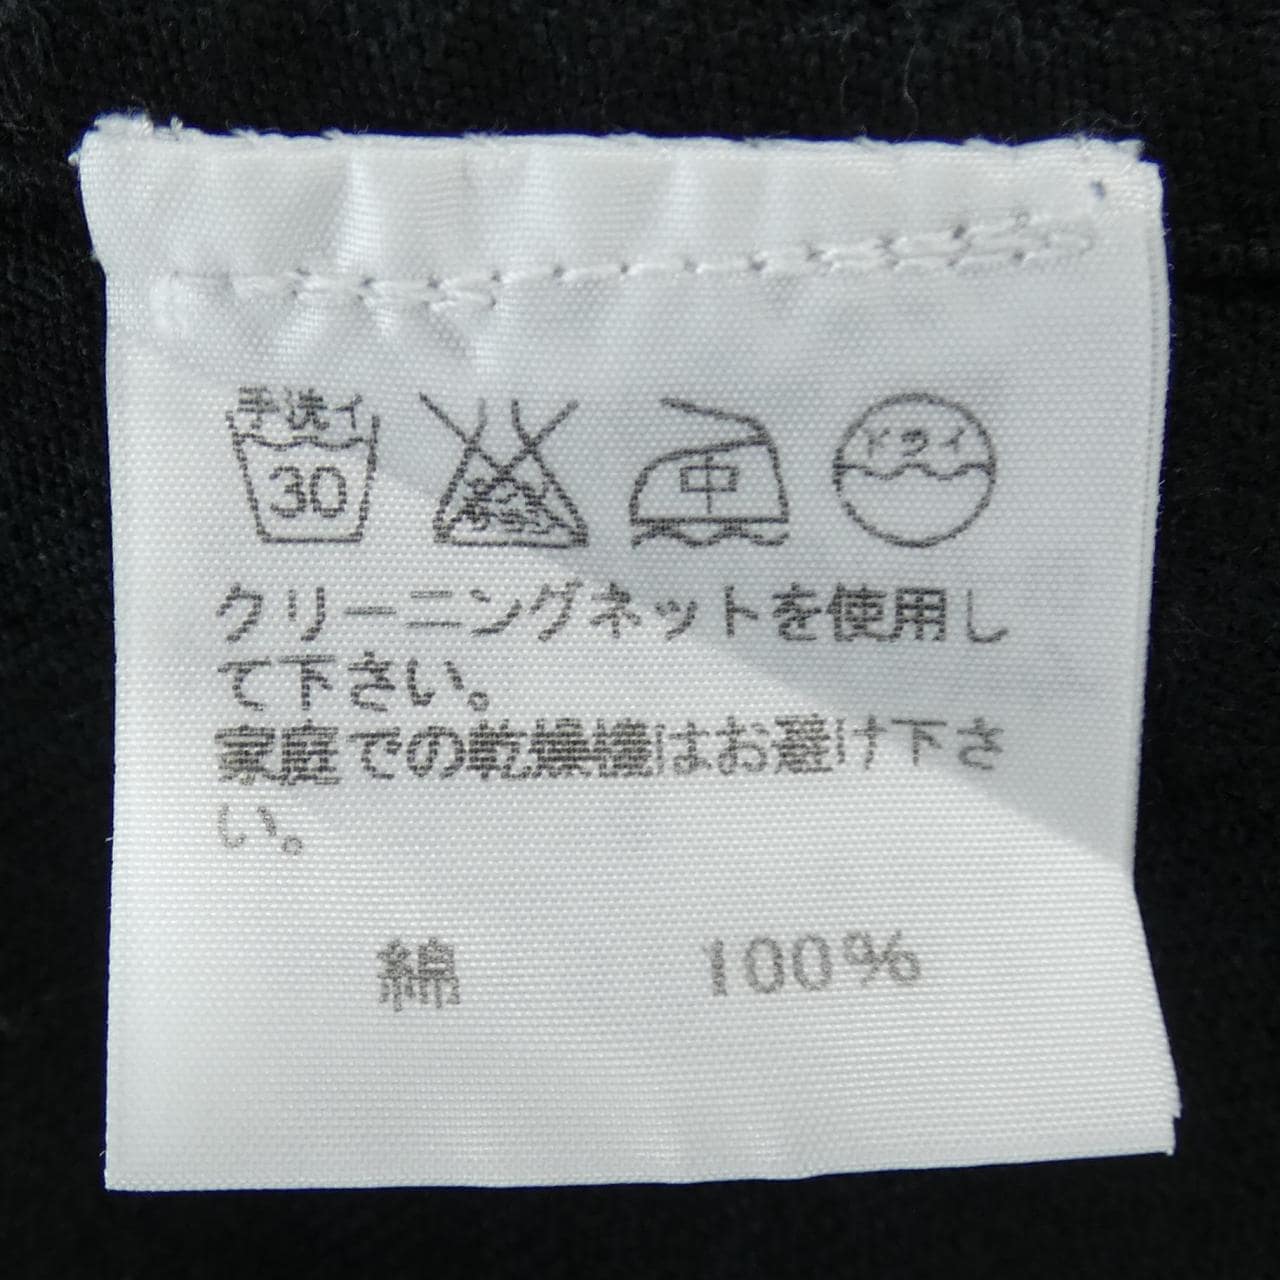 手洗イ 30 中 ドライ
クリーニングネットを使用し
て下さい。
家庭での乾燥機はお避け下さ
い。
綿 100%